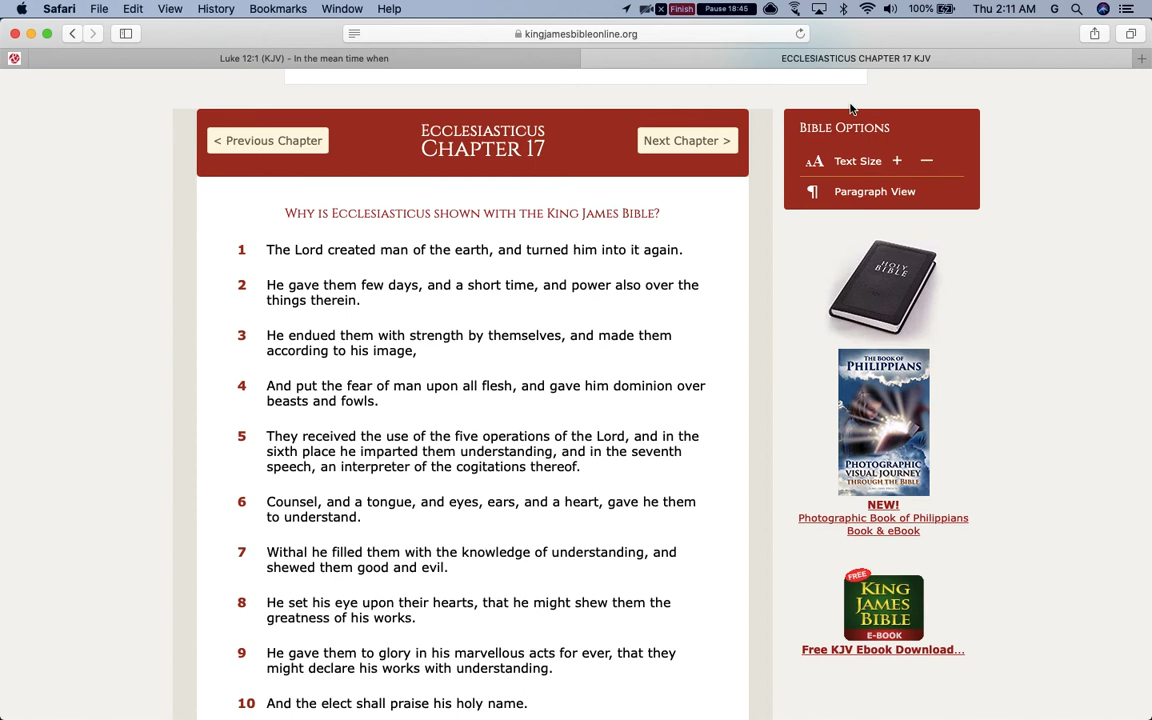 Safari File Edit View History Bookmarks Window Help Finish Pause 18:45 100% Thu 2:11 AM G
kingjamesbibleonline.org
Luke 12:1 (KJV) - In the mean time when
ECCLESIASTICUS CHAPTER 17 KJV
< Previous Chapter
Ecclesiasticus
Chapter 17
Next Chapter >
Why is Ecclesiasticus shown with the King James Bible?
1 The Lord created man of the earth, and turned him into it again.
2 He gave them few days, and a short time, and power also over the
things therein.
3 He endued them with strength by themselves, and made them
according to his image,
4 And put the fear of man upon all flesh, and gave him dominion over
beasts and fowls.
5 They received the use of the five operations of the Lord, and in the
sixth place he imparted them understanding, and in the seventh
speech, an interpreter of the cogitations thereof.
6 Counsel, and a tongue, and eyes, ears, and a heart, gave he them
to understand.
7 Withal he filled them with the knowledge of understanding, and
shewed them good and evil.
8 He set his eye upon their hearts, that he might shew them the
greatness of his works.
9 He gave them to glory in his marvellous acts for ever, that they
might declare his works with understanding.
10 And the elect shall praise his holy name.
Bible Options
AA Text Size + −
¶ Paragraph View
HOLY
BIBLE
THE BOOK OF
PHILIPPIANS
PHOTOGRAPHIC
VISUAL JOURNEY
THROUGH THE BIBLE
NEW!
Photographic Book of Philippians
Book & eBook
FREE
KING
JAMES
BIBLE
E-BOOK
Free KJV Ebook Download...